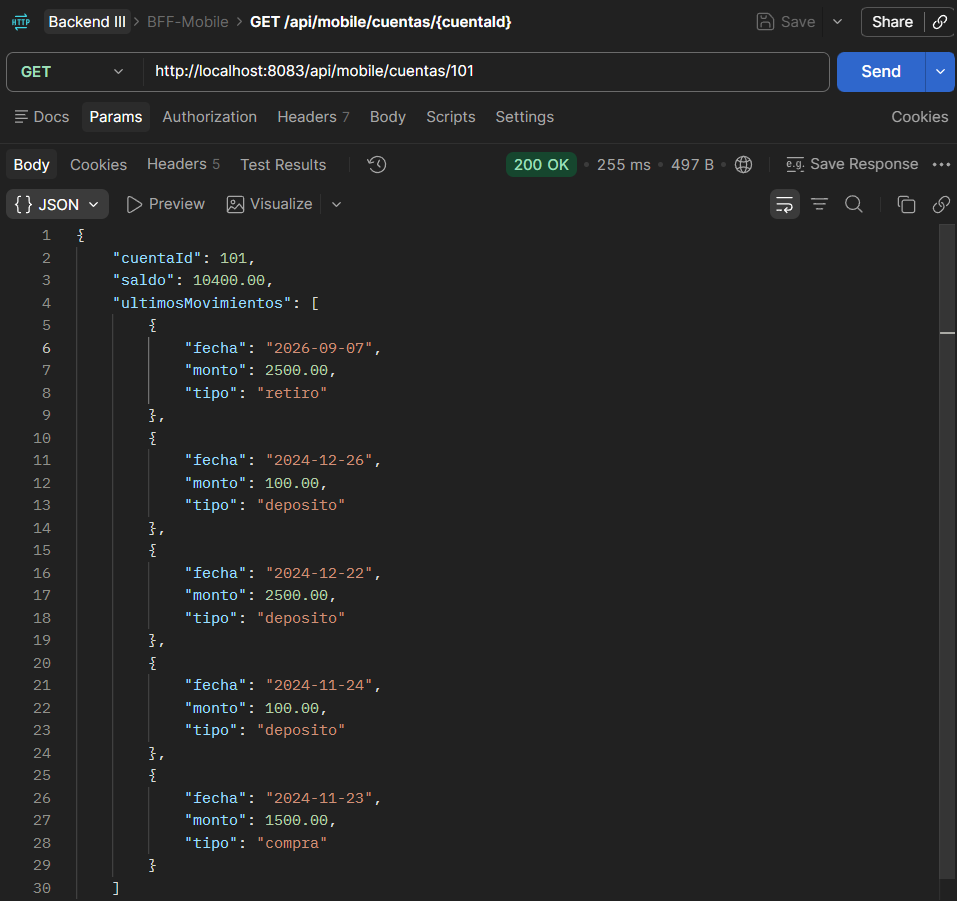 HTTP Backend III > BFF-Mobile > GET /api/mobile/cuentas/{cuentaId} Save Share
GET http://localhost:8083/api/mobile/cuentas/101 Send
Docs Params Authorization Headers 7 Body Scripts Settings Cookies
Body Cookies Headers 5 Test Results 200 OK • 255 ms • 497 B • e.g. Save Response
{} JSON Preview Visualize
1 {
2 "cuentaId": 101,
3 "saldo": 10400.00,
4 "ultimosMovimientos": [
5 {
6 "fecha": "2026-09-07",
7 "monto": 2500.00,
8 "tipo": "retiro"
9 },
10 {
11 "fecha": "2024-12-26",
12 "monto": 100.00,
13 "tipo": "deposito"
14 },
15 {
16 "fecha": "2024-12-22",
17 "monto": 2500.00,
18 "tipo": "deposito"
19 },
20 {
21 "fecha": "2024-11-24",
22 "monto": 100.00,
23 "tipo": "deposito"
24 },
25 {
26 "fecha": "2024-11-23",
27 "monto": 1500.00,
28 "tipo": "compra"
29 }
30 ]